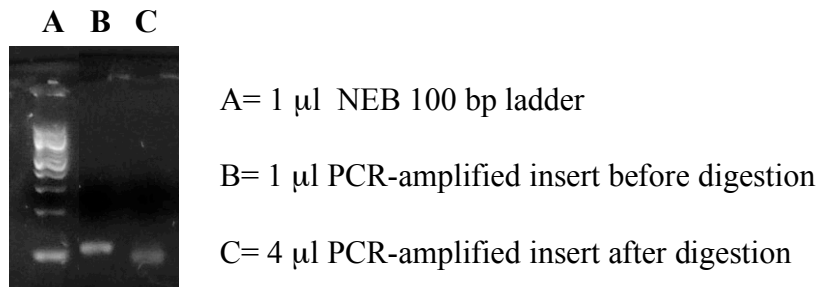 A B C
A= 1 μl  NEB 100 bp ladder
B= 1 μl PCR-amplified insert before digestion
C= 4 μl PCR-amplified insert after digestion